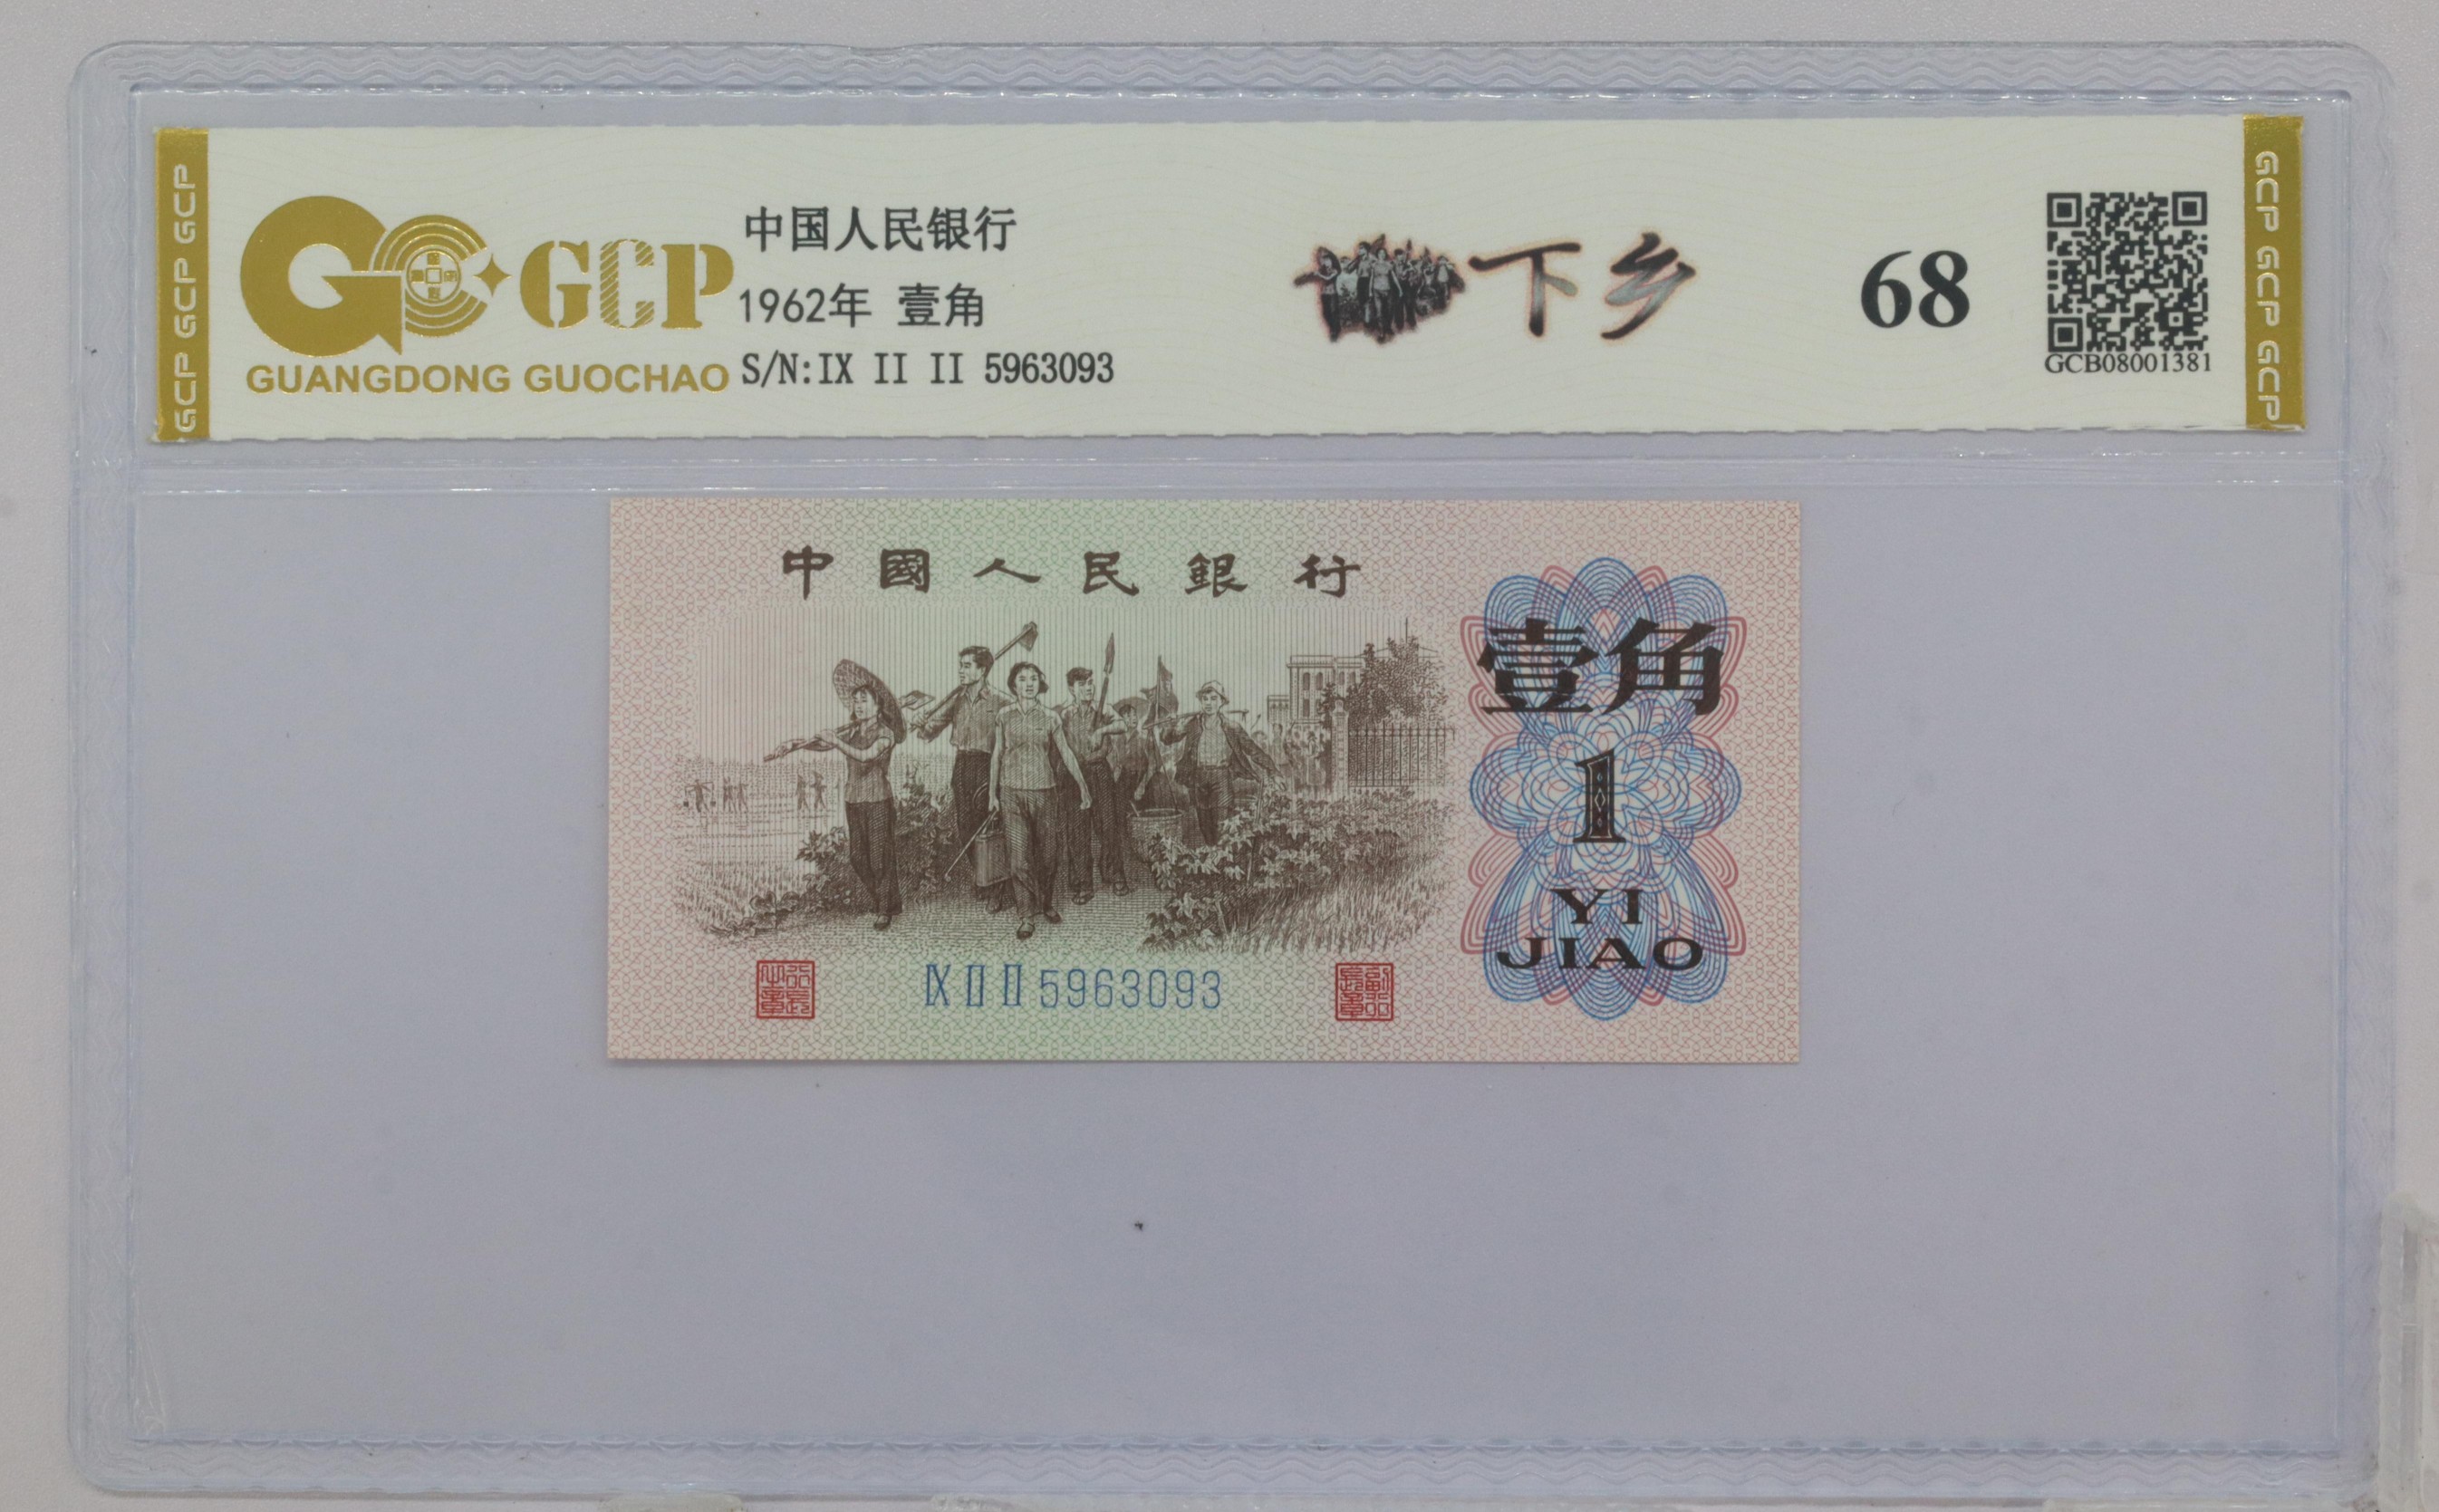 GCP GCP GCP
GCP
GUANGDONG GUOCHAO
中国人民银行
1962年 壹角
S/N:IX II II 5963093
下乡
68
GCB08001381
GCP GCP GCP
中國人民銀行
壹角
1
YI
JIAO
IX II II 5963093